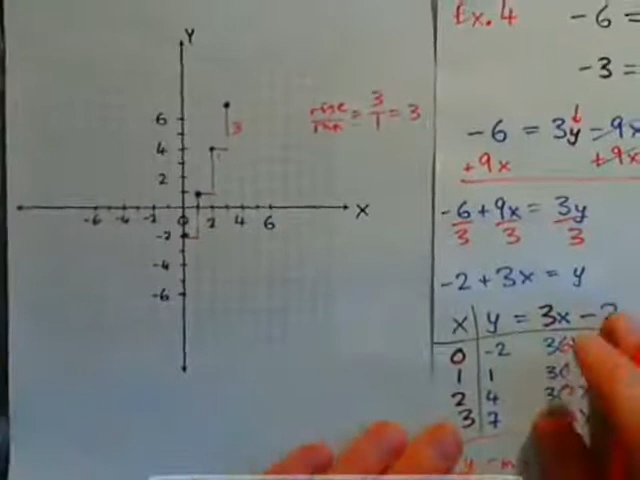 Y
6
4
2
-6 -4 -2 0 2 4 6 X
-2
-4
-6
3
rise/run = 3/1 = 3
Ex. 4 -6 =
-3 =
-6 = 3y - 9x
+9x +9x
-6/3 + 9x/3 = 3y/3
-2 + 3x = y
x y = 3x - 2
0 -2
1 1
2 4
3 7